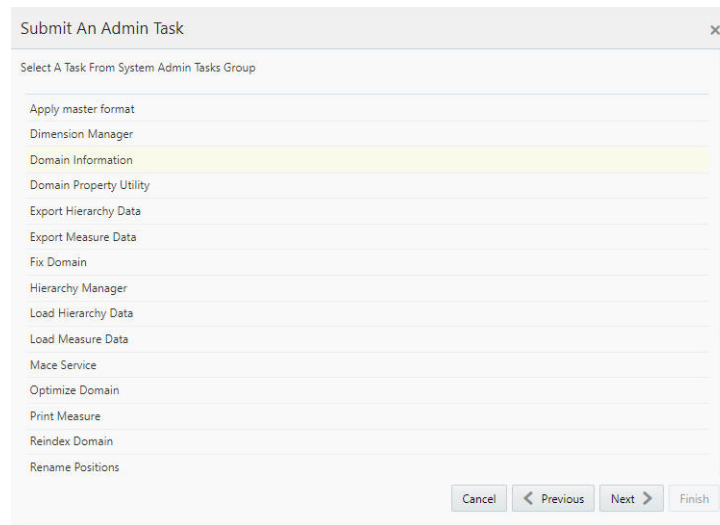 Submit An Admin Task
Select A Task From System Admin Tasks Group
Apply master format
Dimension Manager
Domain Information
Domain Property Utility
Export Hierarchy Data
Export Measure Data
Fix Domain
Hierarchy Manager
Load Hierarchy Data
Load Measure Data
Mace Service
Optimize Domain
Print Measure
Reindex Domain
Rename Positions
Cancel Previous Next Finish